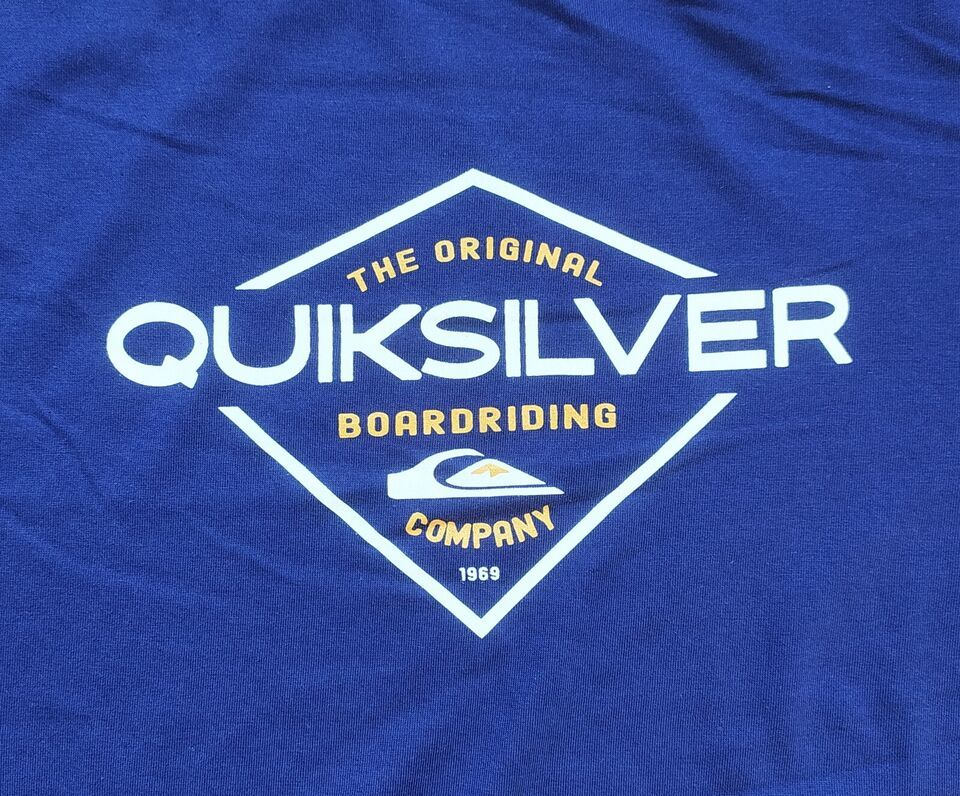 THE ORIGINAL
QUIKSILVER
BOARDRIDING
COMPANY
1969